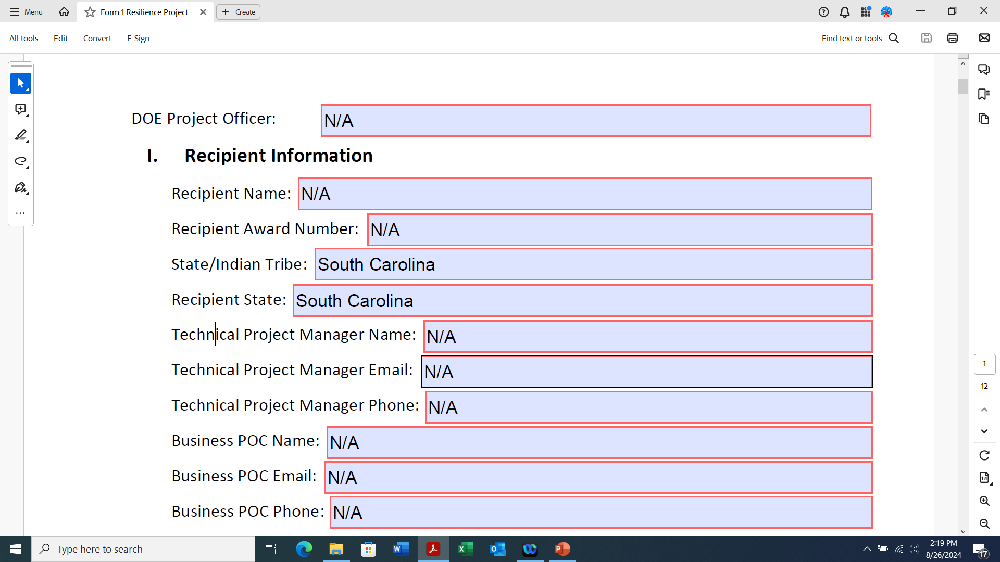 Menu
Form 1 Resilience Project...
Create
All tools
Edit
Convert
E-Sign
Find text or tools
DOE Project Officer: N/A
I. Recipient Information
Recipient Name: N/A
Recipient Award Number: N/A
State/Indian Tribe: South Carolina
Recipient State: South Carolina
Technical Project Manager Name: N/A
Technical Project Manager Email: N/A
Technical Project Manager Phone: N/A
Business POC Name: N/A
Business POC Email: N/A
Business POC Phone: N/A
1
12
1:1
Type here to search
2:19 PM
8/26/2024
17